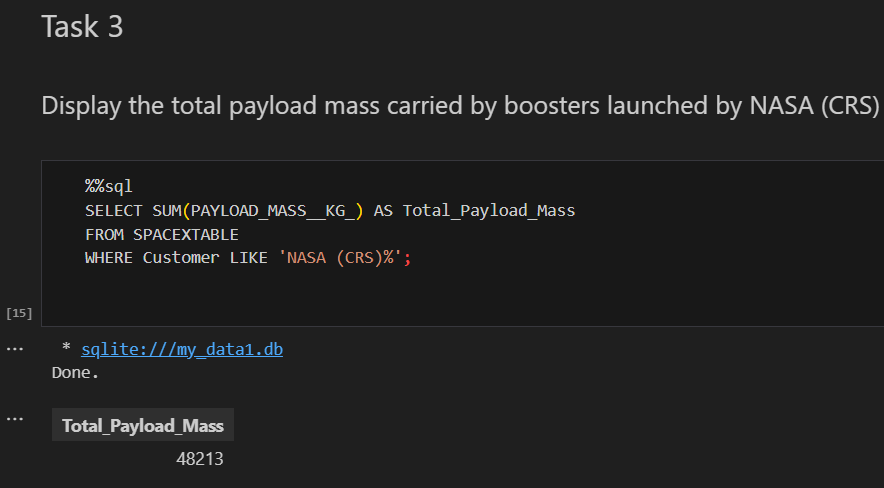 Task 3
Display the total payload mass carried by boosters launched by NASA (CRS)
%%sql
SELECT SUM(PAYLOAD_MASS__KG_) AS Total_Payload_Mass
FROM SPACEXTABLE
WHERE Customer LIKE 'NASA (CRS)%';
[15]
... * sqlite:///my_data1.db
Done.
...
Total_Payload_Mass
48213